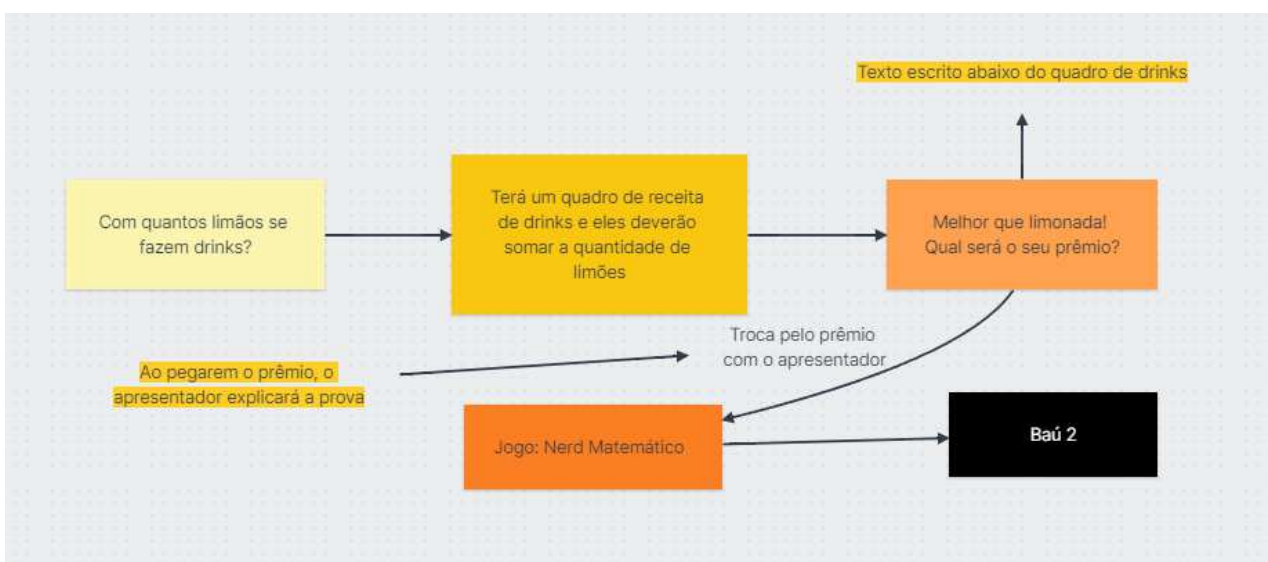 Texto escrito abaixo do quadro de drinks
Com quantos limãos se
fazem drinks?
Terá um quadro de receita
de drinks e eles deverão
somar a quantidade de
limões
Melhor que limonada!
Qual será o seu prêmio?
Troca pelo prêmio
com o apresentador
Ao pegarem o prêmio, o
apresentador explicará a prova
Jogo: Nerd Matemático
Baú 2